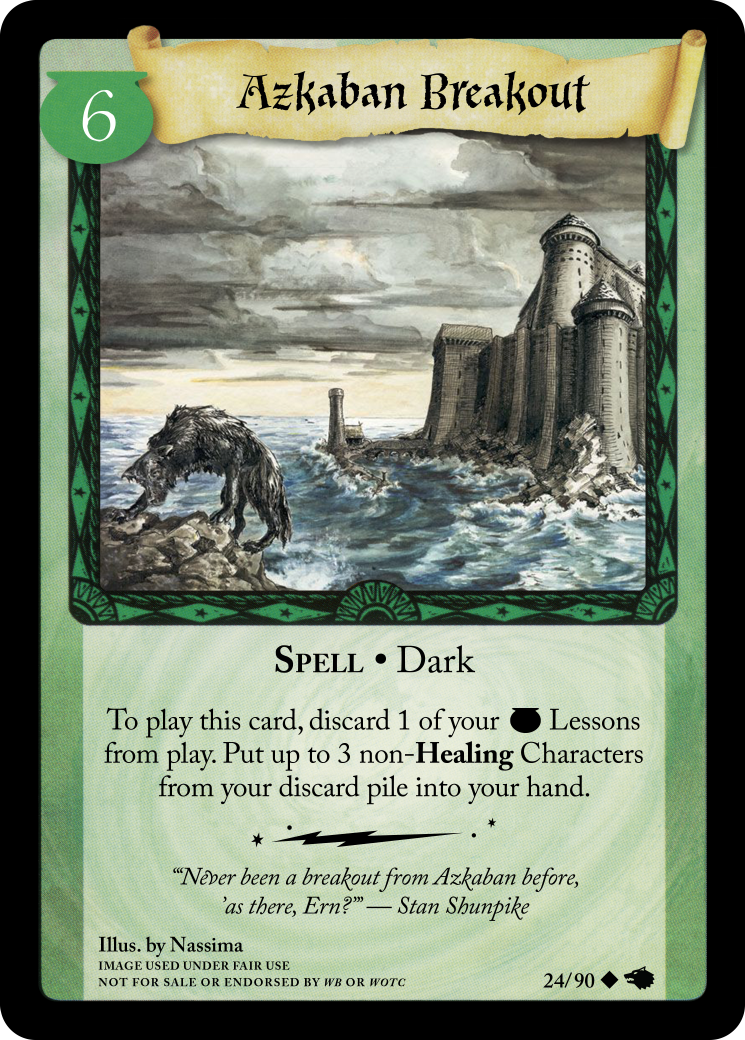 6
Azkaban Breakout
SPELL • Dark
To play this card, discard 1 of your Lessons
from play. Put up to 3 non-Healing Characters
from your discard pile into your hand.
“‘Never been a breakout from Azkaban before,
’as there, Ern?’” — Stan Shunpike
Illus. by Nassima
IMAGE USED UNDER FAIR USE
NOT FOR SALE OR ENDORSED BY WB OR WOTC
24/90